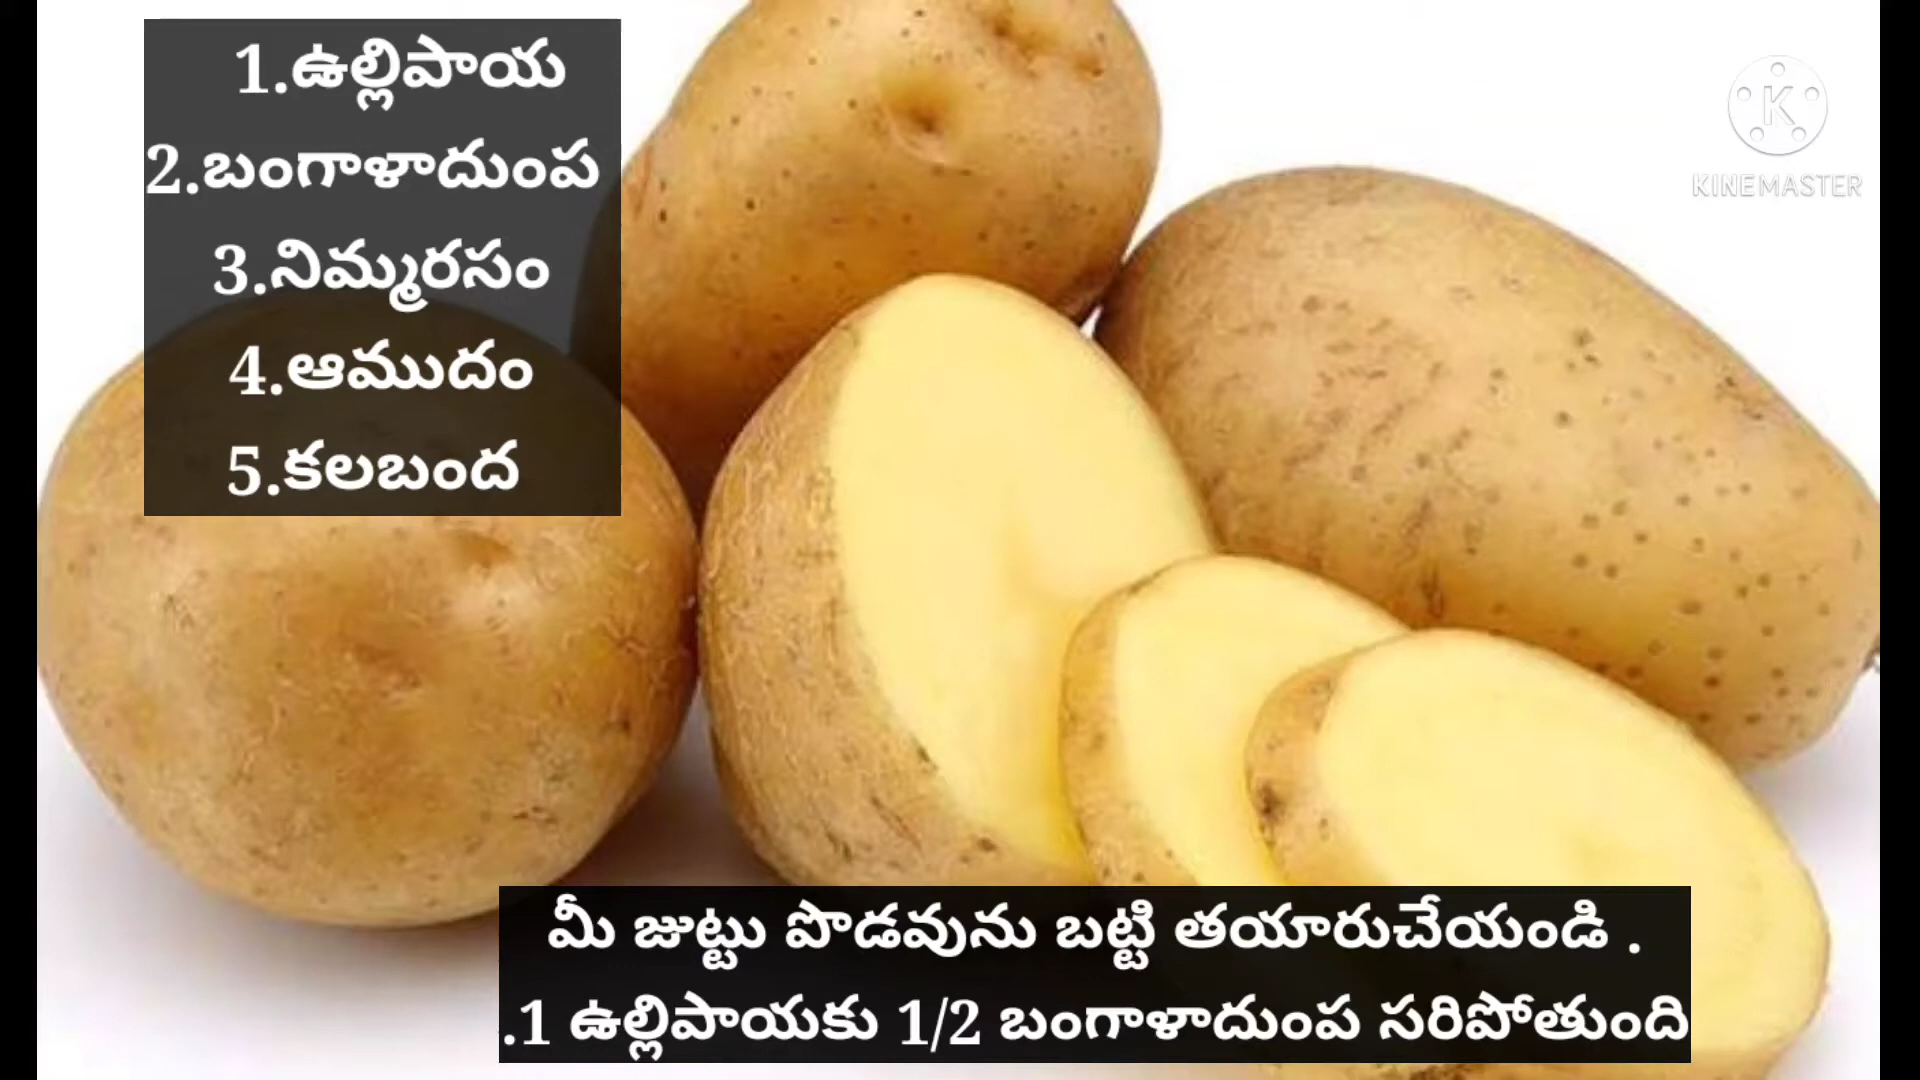 1.ఉల్లిపాయ
2.బంగాళాదుంప
3.నిమ్మరసం
4.ఆముదం
5.కలబంద
K
KINEMASTER
మీ జుట్టు పొడవును బట్టి తయారుచేయండి .
.1 ఉల్లిపాయకు 1/2 బంగాళాదుంప సరిపోతుంది